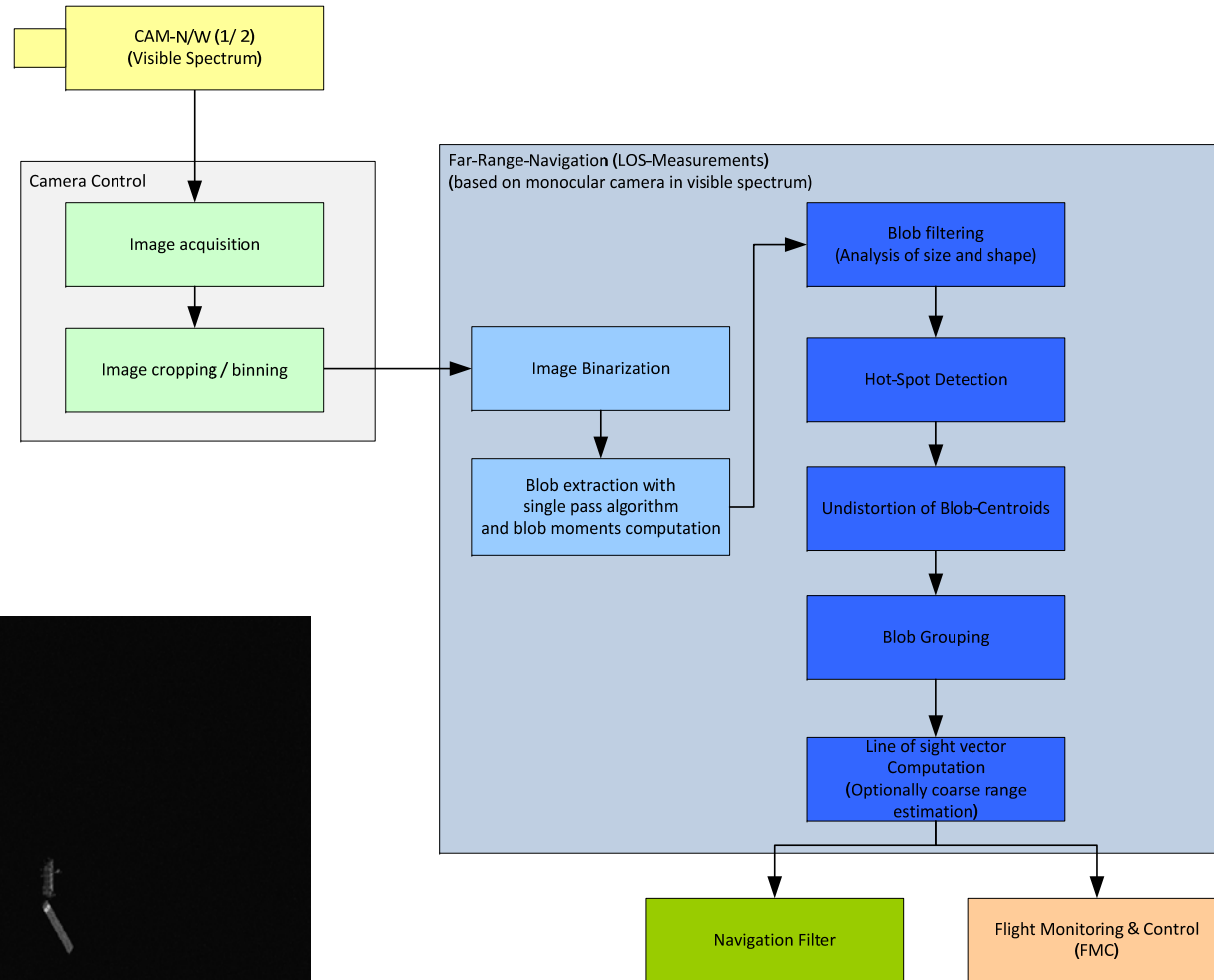 CAM-N/W (1/ 2)
(Visible Spectrum)
Camera Control
Image acquisition
Image cropping / binning
Far-Range-Navigation (LOS-Measurements)
(based on monocular camera in visible spectrum)
Image Binarization
Blob extraction with
single pass algorithm
and blob moments computation
Blob filtering
(Analysis of size and shape)
Hot-Spot Detection
Undistortion of Blob-Centroids
Blob Grouping
Line of sight vector
Computation
(Optionally coarse range
estimation)
Navigation Filter
Flight Monitoring & Control
(FMC)